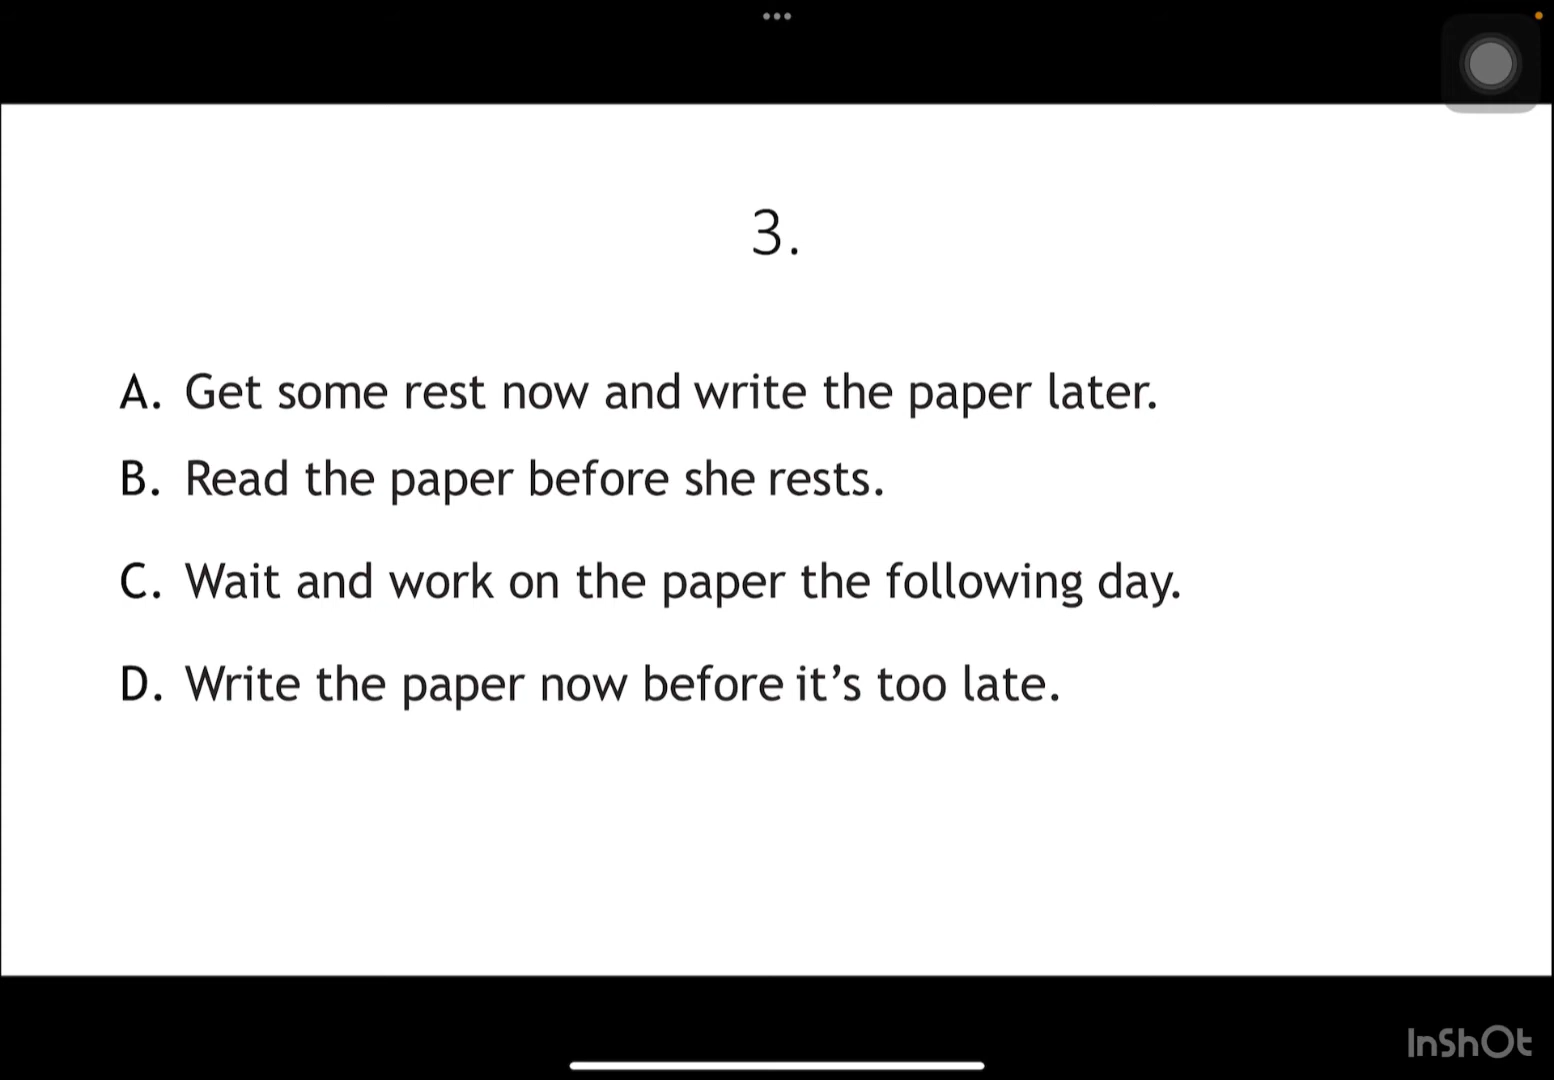 3.
A. Get some rest now and write the paper later.
B. Read the paper before she rests.
C. Wait and work on the paper the following day.
D. Write the paper now before it’s too late.
InShOt